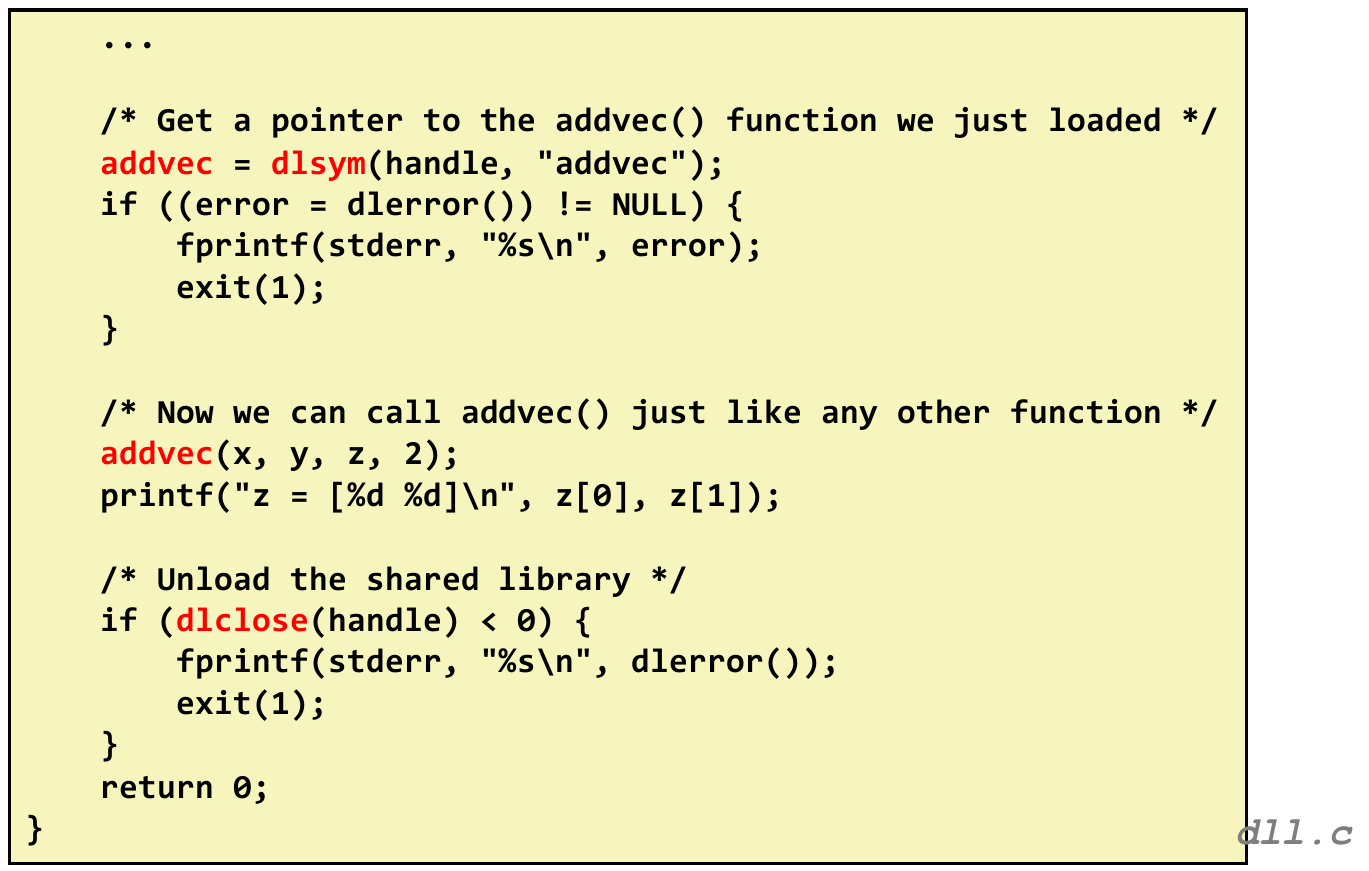 ...
/* Get a pointer to the addvec() function we just loaded */
addvec = dlsym(handle, "addvec");
if ((error = dlerror()) != NULL) {
    fprintf(stderr, "%s\n", error);
    exit(1);
}
/* Now we can call addvec() just like any other function */
addvec(x, y, z, 2);
printf("z = [%d %d]\n", z[0], z[1]);
/* Unload the shared library */
if (dlclose(handle) < 0) {
    fprintf(stderr, "%s\n", dlerror());
    exit(1);
}
return 0;
}
dll.c